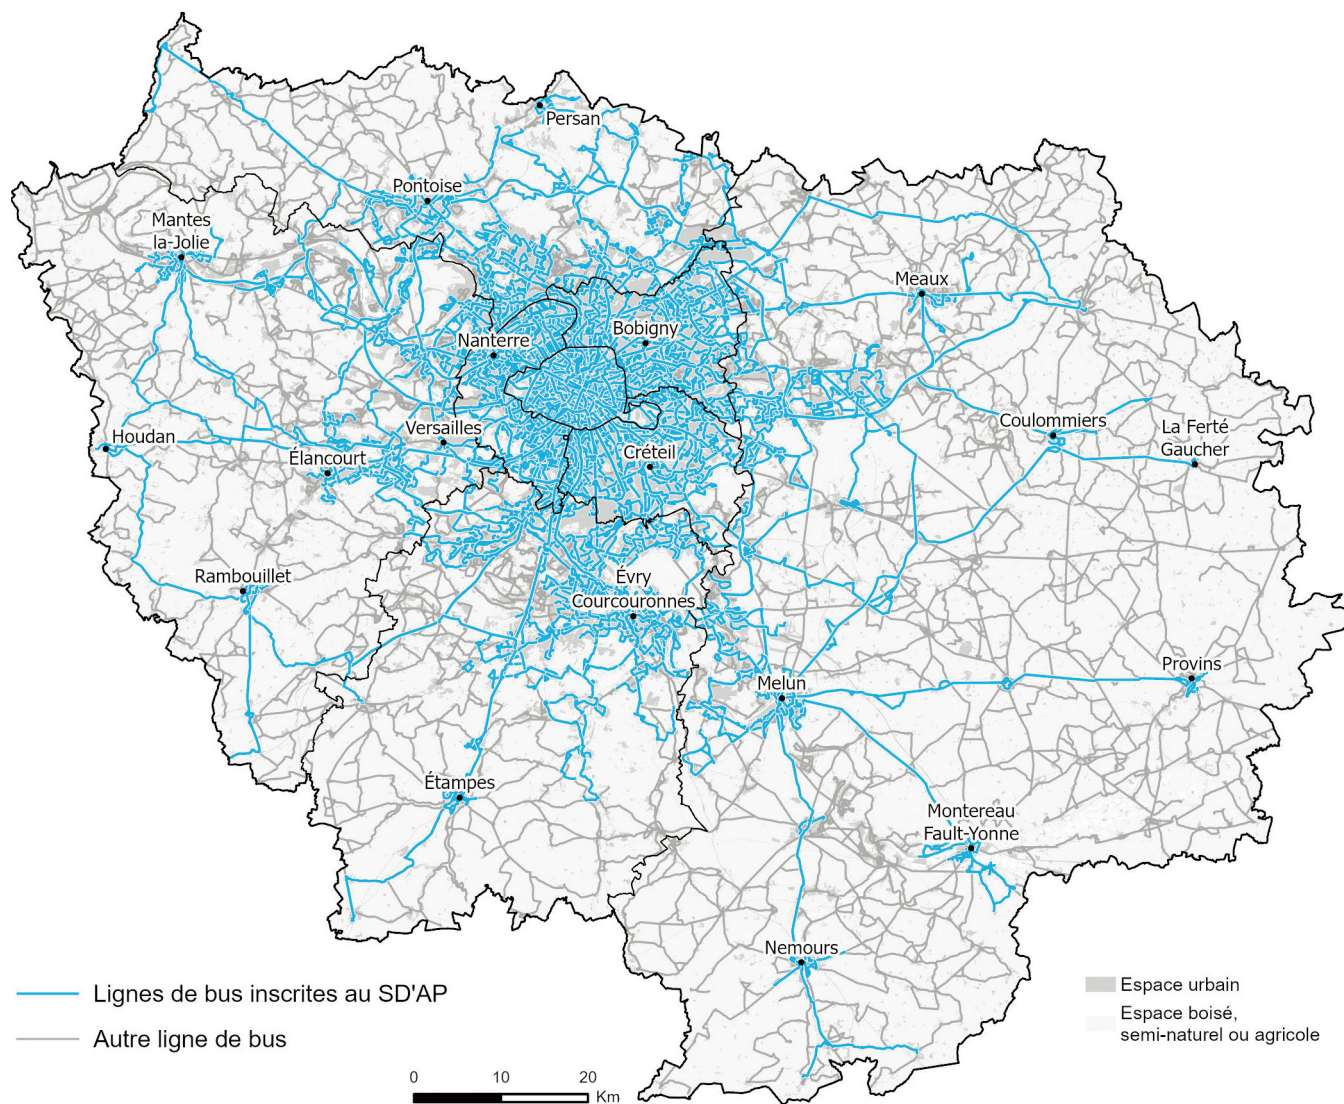 Persan
Pontoise
Mantes
la-Jolie
Meaux
Bobigny
Nanterre
Versailles
Houdan
Élancourt
Créteil
Coulommiers
La Ferté
Gaucher
Rambouillet
Évry
Courcouronnes
Melun
Provins
Étampes
Montereau
Fault-Yonne
Nemours
Lignes de bus inscrites au SD'AP
Autre ligne de bus
Espace urbain
Espace boisé,
semi-naturel ou agricole
0 10 20
Km